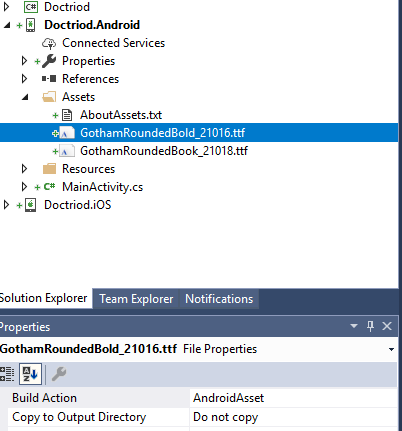 Doctriod
Doctriod.Android
Connected Services
Properties
References
Assets
AboutAssets.txt
GothamRoundedBold_21016.ttf
GothamRoundedBook_21018.ttf
Resources
MainActivity.cs
Doctriod.iOS
Solution Explorer Team Explorer Notifications
Properties
GothamRoundedBold_21016.ttf File Properties
Build Action AndroidAsset
Copy to Output Directory Do not copy